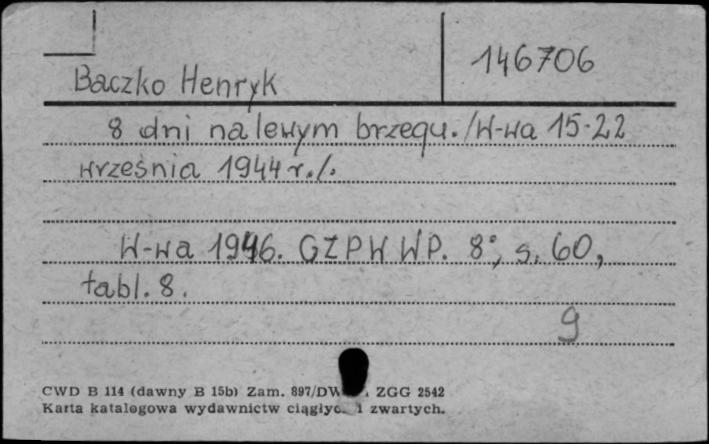 146706
Baczko Henryk
8 dni na lewym brzegu. /W-wa 15-22
września 1944 r./.
W-wa 1946. GZPW WP. 8°, s. 60,
tabl. 8.
9
CWD B 114 (dawny B 15b) Zam. 897/DW , ZGG 2542
Karta katalogowa wydawnictw ciągłyc i zwartych.